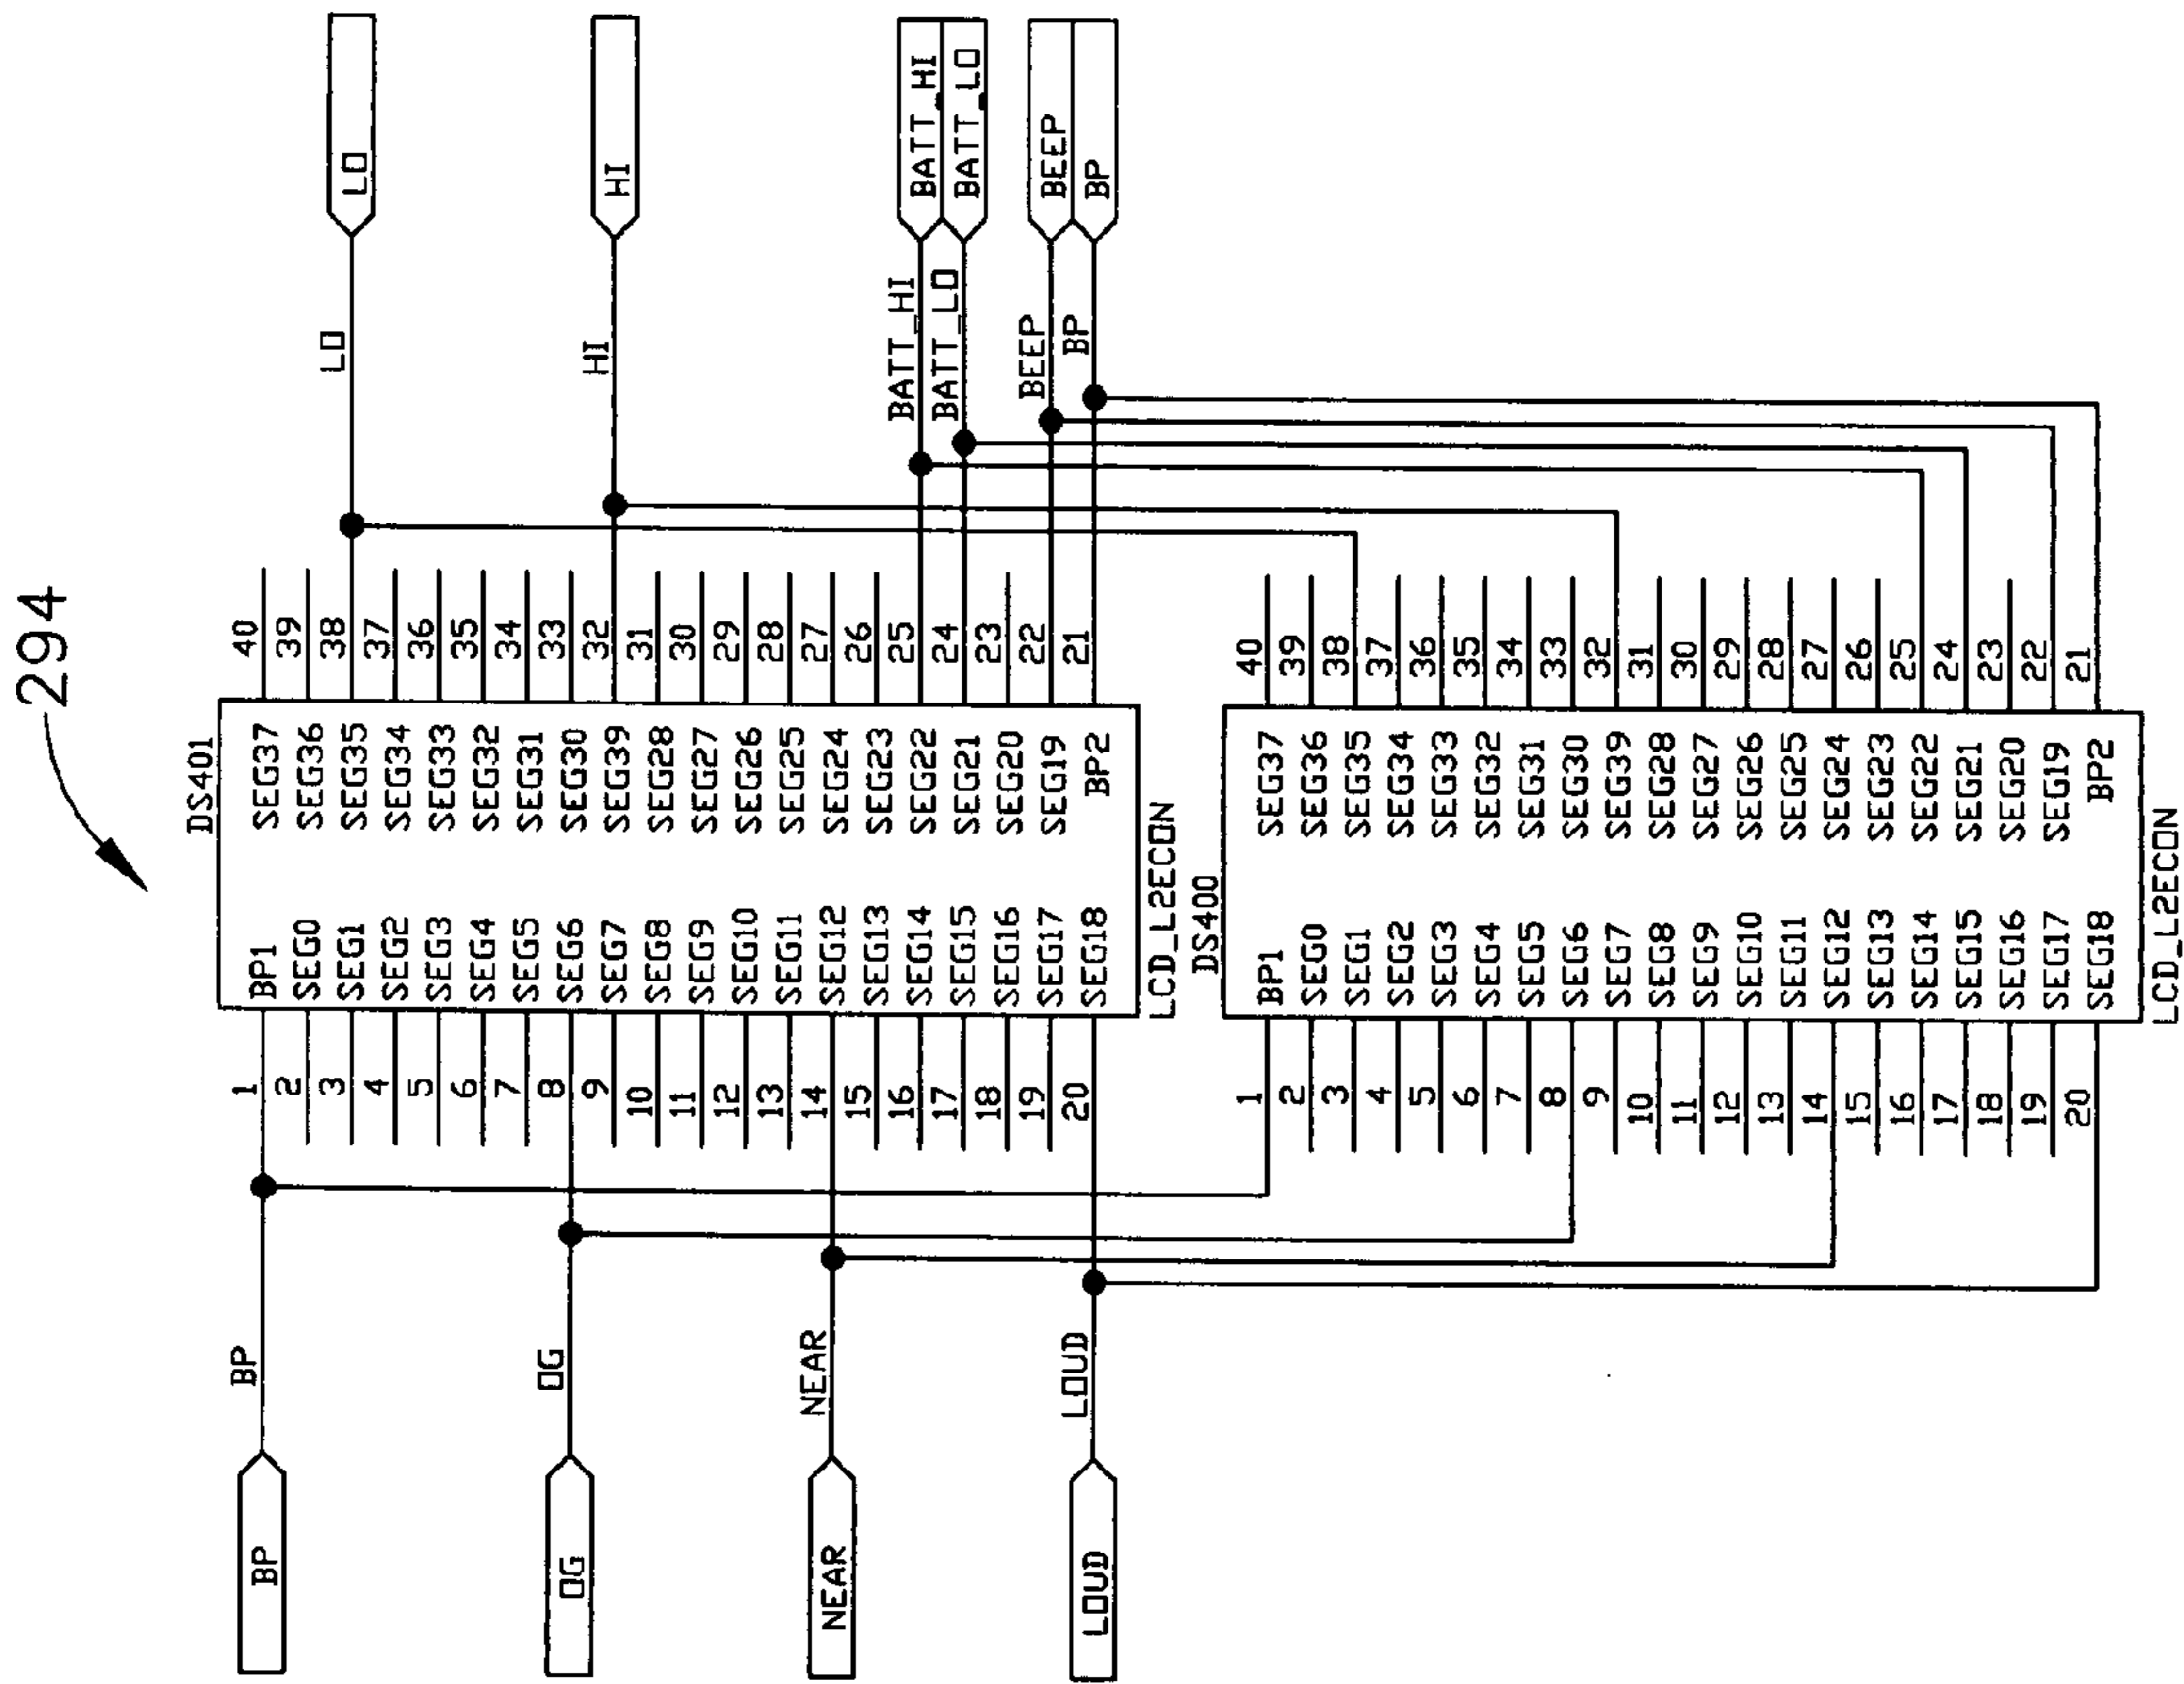 294
DS401
BP BP 1 BP1 SEG37 40
2 SEG0 SEG36 39
3 SEG1 SEG35 38 LO LO
4 SEG2 SEG34 37
5 SEG3 SEG33 36
6 SEG4 SEG32 35
7 SEG5 SEG31 34
OG OG 8 SEG6 SEG30 33
9 SEG7 SEG39 32 HI HI
10 SEG8 SEG28 31
11 SEG9 SEG27 30
12 SEG10 SEG26 29
13 SEG11 SEG25 28
NEAR NEAR 14 SEG12 SEG24 27
15 SEG13 SEG23 26
16 SEG14 SEG22 25 BATT_HI BATT_HI
17 SEG15 SEG21 24 BATT_LO BATT_LO
18 SEG16 SEG20 23
19 SEG17 SEG19 22 BEEP BEEP
LOUD LOUD 20 SEG18 BP2 21 BP BP
LCD_L2ECON
DS400
1 BP1 SEG37 40
2 SEG0 SEG36 39
3 SEG1 SEG35 38
4 SEG2 SEG34 37
5 SEG3 SEG33 36
6 SEG4 SEG32 35
7 SEG5 SEG31 34
8 SEG6 SEG30 33
9 SEG7 SEG39 32
10 SEG8 SEG28 31
11 SEG9 SEG27 30
12 SEG10 SEG26 29
13 SEG11 SEG25 28
14 SEG12 SEG24 27
15 SEG13 SEG23 26
16 SEG14 SEG22 25
17 SEG15 SEG21 24
18 SEG16 SEG20 23
19 SEG17 SEG19 22
20 SEG18 BP2 21
LCD_L2ECON